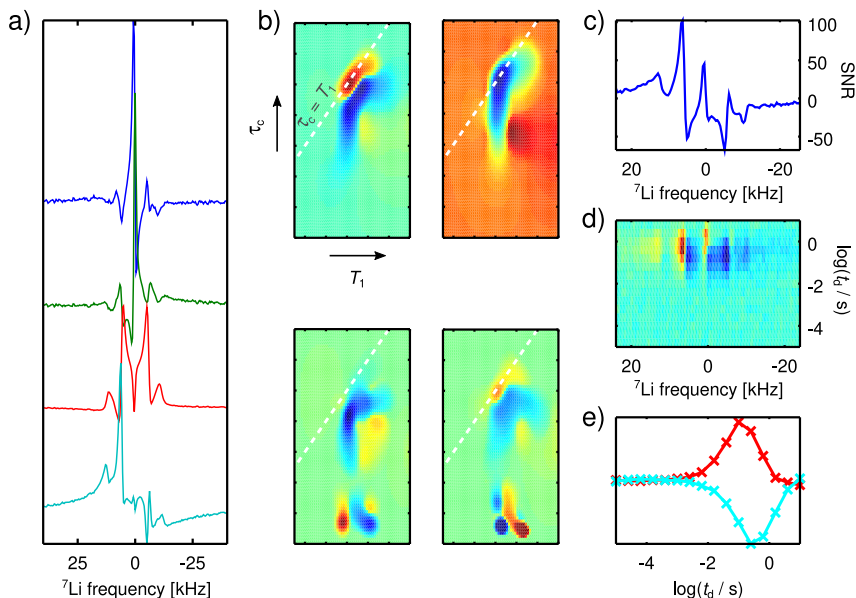 a)
25 0 -25
⁷Li frequency [kHz]
b)
τc = T₁
τc
T₁
c)
100
50
0
-50
SNR
20 0 -20
⁷Li frequency [kHz]
d)
0
-2
-4
log(td / s)
20 0 -20
⁷Li frequency [kHz]
e)
-4 -2 0
log(td / s)